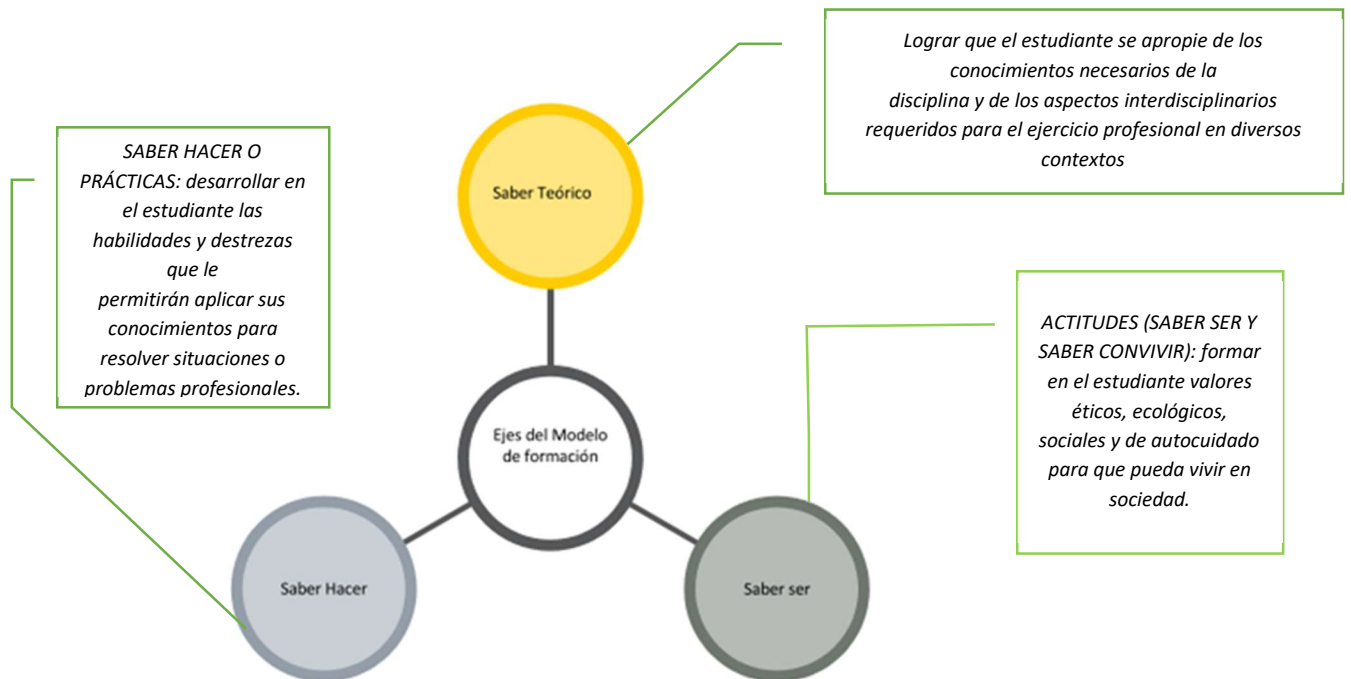 Lograr que el estudiante se apropie de los
conocimientos necesarios de la
disciplina y de los aspectos interdisciplinarios
requeridos para el ejercicio profesional en diversos
contextos
SABER HACER O
PRÁCTICAS: desarrollar en
el estudiante las
habilidades y destrezas
que le
permitirán aplicar sus
conocimientos para
resolver situaciones o
problemas profesionales.
Saber Teórico
ACTITUDES (SABER SER Y
SABER CONVIVIR): formar
en el estudiante valores
éticos, ecológicos,
sociales y de autocuidado
para que pueda vivir en
sociedad.
Ejes del Modelo
de formación
Saber Hacer
Saber ser